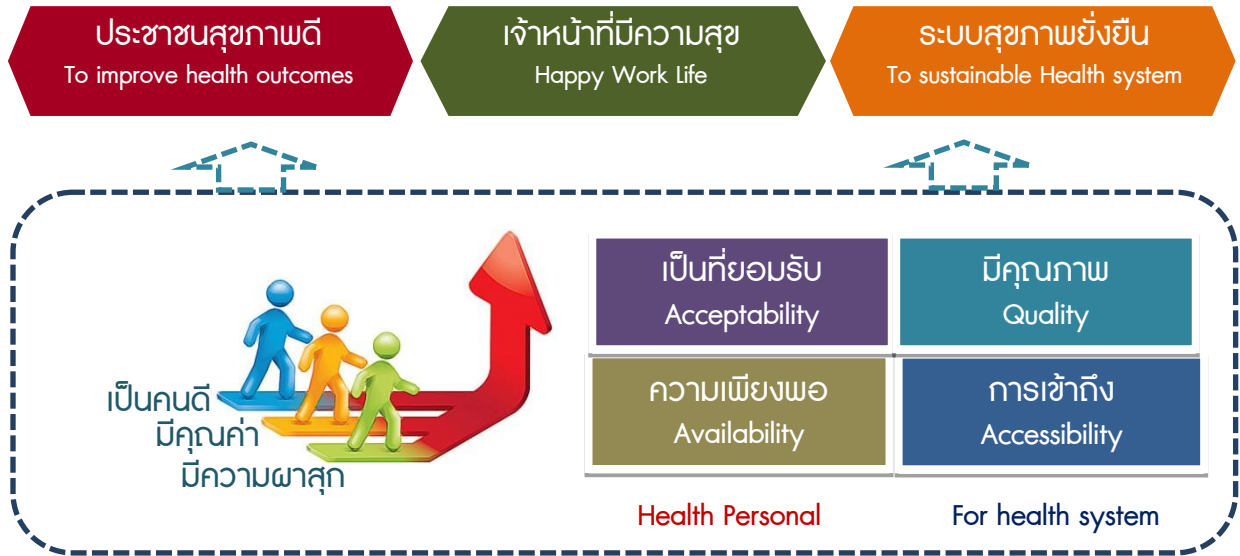 ประชาชนสุขภาพดี
To improve health outcomes
เจ้าหน้าที่มีความสุข
Happy Work Life
ระบบสุขภาพยั่งยืน
To sustainable Health system
เป็นคนดี
มีคุณค่า
มีความผาสุก
เป็นที่ยอมรับ
Acceptability
มีคุณภาพ
Quality
ความเพียงพอ
Availability
การเข้าถึง
Accessibility
Health Personal
For health system